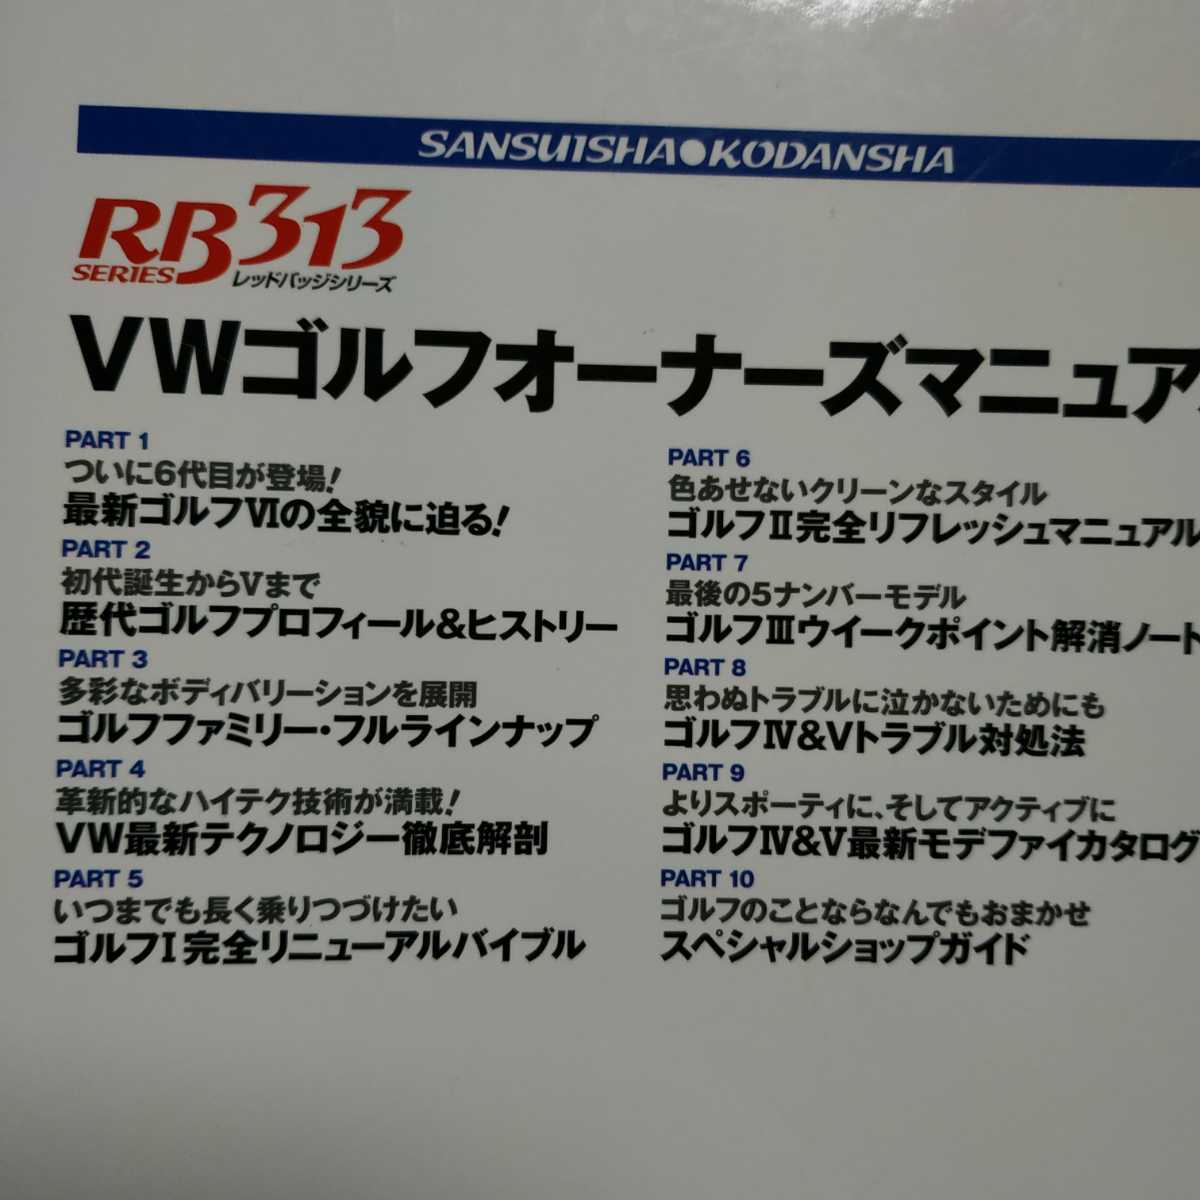 SANSUISHA●KODANSHA
RB313
SERIES
レッドバッジシリーズ
VWゴルフオーナーズマニュア
PART 1
ついに6代目が登場!
最新ゴルフⅥの全貌に迫る!
PART 2
初代誕生からⅤまで
歴代ゴルフプロフィール&ヒストリー
PART 3
多彩なボディバリーションを展開
ゴルフファミリー・フルラインナップ
PART 4
革新的なハイテク技術が満載!
VW最新テクノロジー徹底解剖
PART 5
いつまでも長く乗りつづけたい
ゴルフⅠ完全リニューアルバイブル
PART 6
色あせないクリーンなスタイル
ゴルフⅡ完全リフレッシュマニュアル
PART 7
最後の5ナンバーモデル
ゴルフⅢウイークポイント解消ノート
PART 8
思わぬトラブルに泣かないためにも
ゴルフⅣ&Ⅴトラブル対処法
PART 9
よりスポーティに、そしてアクティブに
ゴルフⅣ&Ⅴ最新モデファイカタログ
PART 10
ゴルフのことならなんでもおまかせ
スペシャルショップガイド